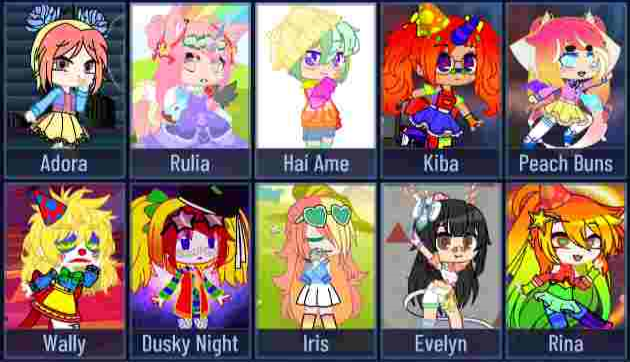 Adora
Rulia
Hai Ame
Kiba
Peach Buns
Wally
Dusky Night
Iris
Evelyn
Rina